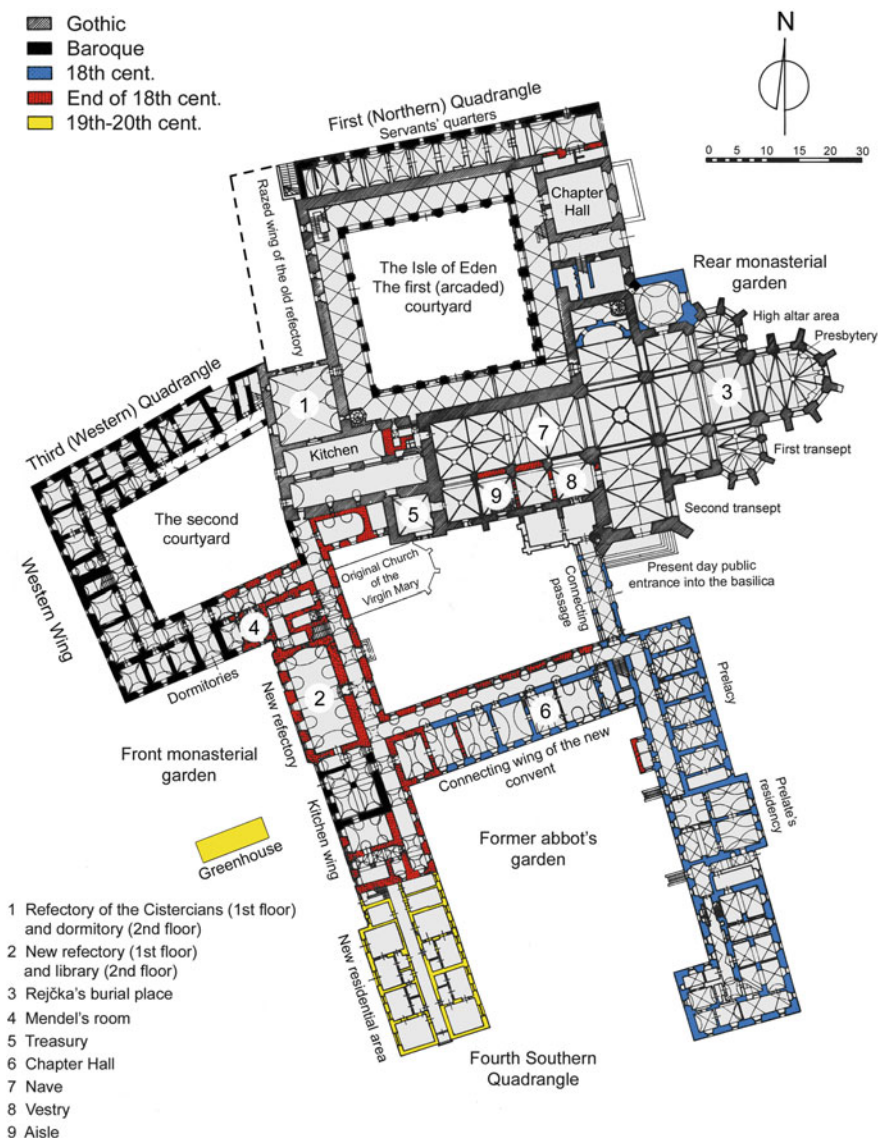 Gothic
Baroque
18th cent.
End of 18th cent.
19th-20th cent.
N
0 5 10 15 20 25 30
First (Northern) Quadrangle
Servants' quarters
Razed wing of the old refectory
Chapter
Hall
The Isle of Eden
The first (arcaded)
courtyard
Rear monasterial
garden
High altar area
Presbytery
3
1
7
Third (Western) Quadrangle
Kitchen
First transept
8
9
5
Second transept
The second
courtyard
Original Church
of the
Virgin Mary
Present day public
entrance into the basilica
Connecting
passage
Western Wing
4
Dormitories
New refectory
2
6
Prelacy
Connecting wing of the new
convent
Front monasterial
garden
Prelate's
residency
Kitchen wing
Former abbot's
garden
Greenhouse
New residential area
Fourth Southern
Quadrangle
1 Refectory of the Cistercians (1st floor)
and dormitory (2nd floor)
2 New refectory (1st floor)
and library (2nd floor)
3 Rejčka's burial place
4 Mendel's room
5 Treasury
6 Chapter Hall
7 Nave
8 Vestry
9 Aisle